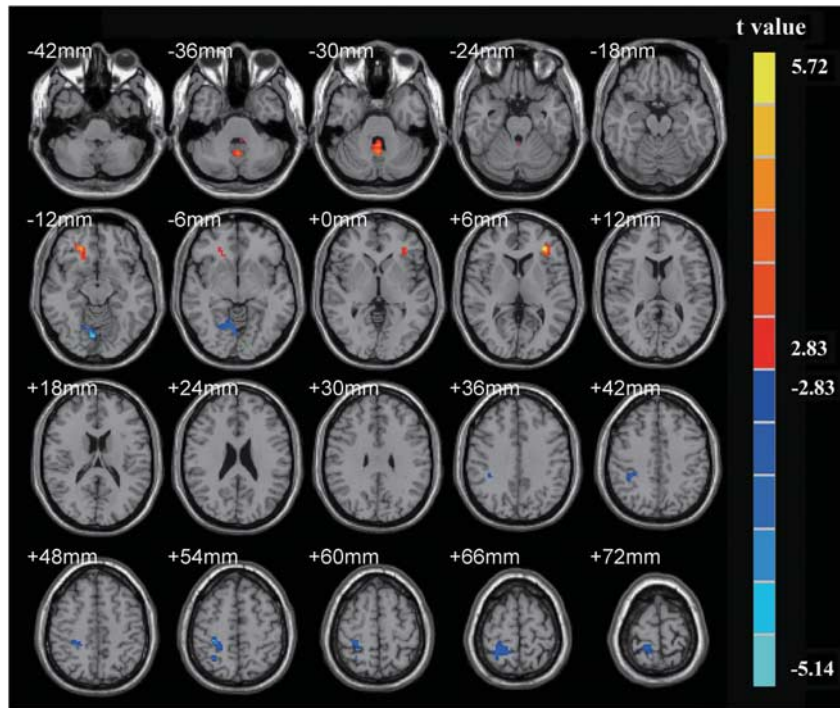 t value
-42mm -36mm -30mm -24mm -18mm
5.72
-12mm -6mm +0mm +6mm +12mm
2.83
-2.83
+18mm +24mm +30mm +36mm +42mm
+48mm +54mm +60mm +66mm +72mm
-5.14